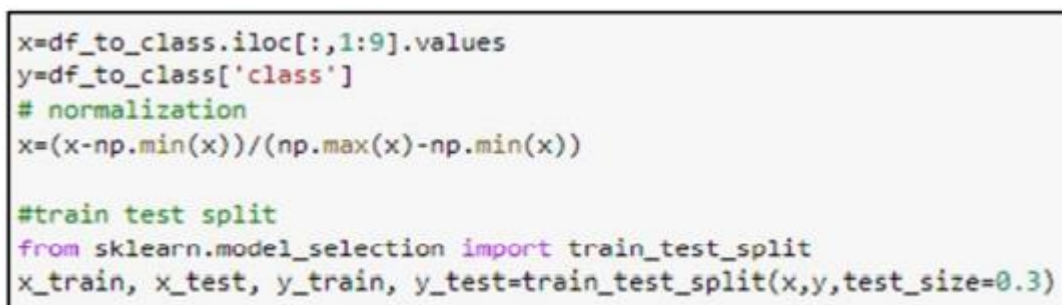 x=df_to_class.iloc[:,1:9].values
y=df_to_class['class']
# normalization
x=(x-np.min(x))/(np.max(x)-np.min(x))
#train test split
from sklearn.model_selection import train_test_split
x_train, x_test, y_train, y_test=train_test_split(x,y,test_size=0.3)